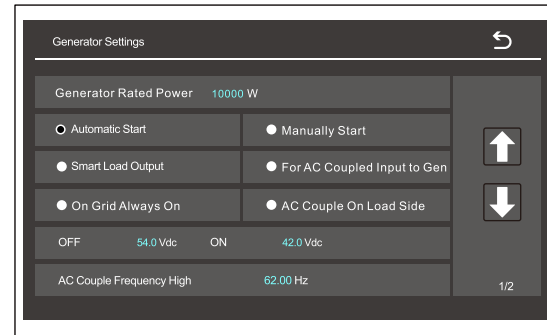 Generator Settings
Generator Rated Power 10000 W
Automatic Start Manually Start
Smart Load Output For AC Coupled Input to Gen
On Grid Always On AC Couple On Load Side
OFF 54.0 Vdc ON 42.0 Vdc
AC Couple Frequency High 62.00 Hz
1/2